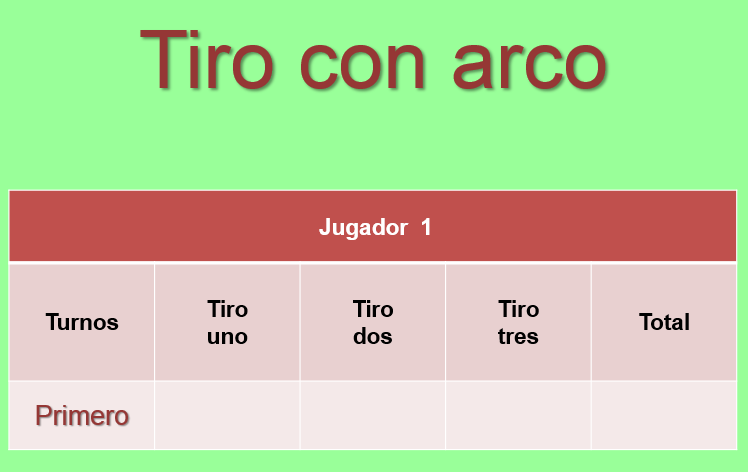 Tiro con arco
Jugador 1
Turnos Tiro uno Tiro dos Tiro tres Total
Primero